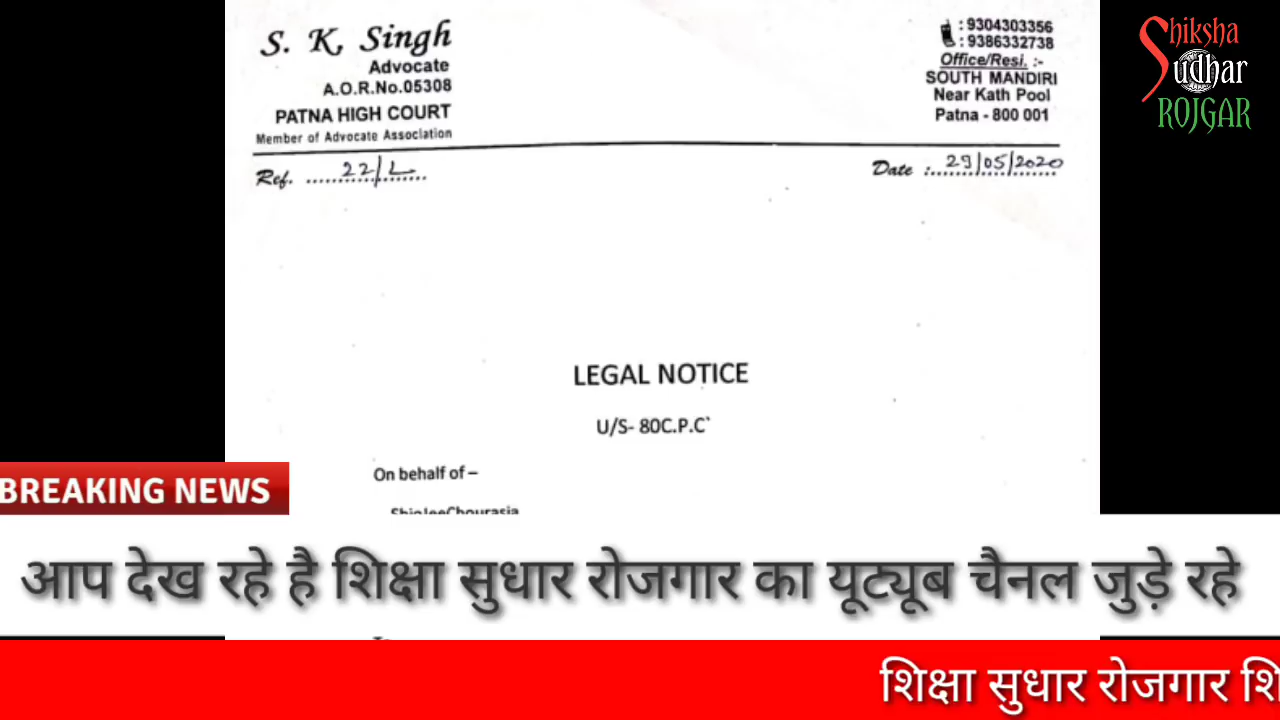 S. K. Singh
Advocate
A.O.R.No.05308
PATNA HIGH COURT
Member of Advocate Association
: 9304303356
: 9386332738
Office/Resi. :-
SOUTH MANDIRI
Near Kath Pool
Patna - 800 001
Shiksha
Sudhar
ROJGAR
Ref. ......22/L......
Date :..29/05/2020..
LEGAL NOTICE
U/S- 80C.P.C`
On behalf of –
BREAKING NEWS
आप देख रहे है शिक्षा सुधार रोजगार का यूट्यूब चैनल जुड़े रहे
शिक्षा सुधार रोजगार शि